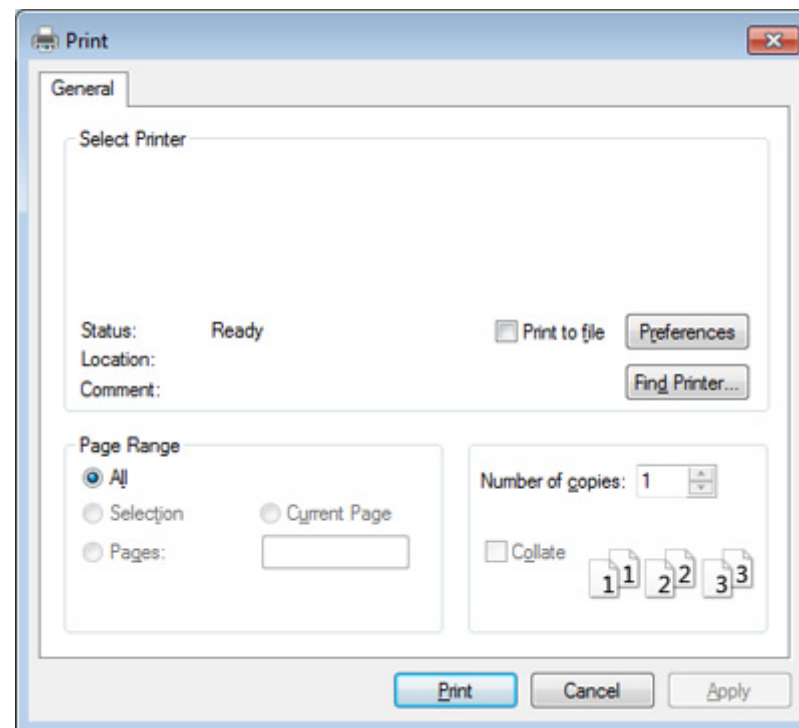 Print
General
Select Printer
Status: Ready
Print to file
Preferences
Location:
Comment:
Find Printer...
Page Range
All
Selection
Current Page
Pages:
Number of copies: 1
Collate
1 1 2 2 3 3
Print
Cancel
Apply